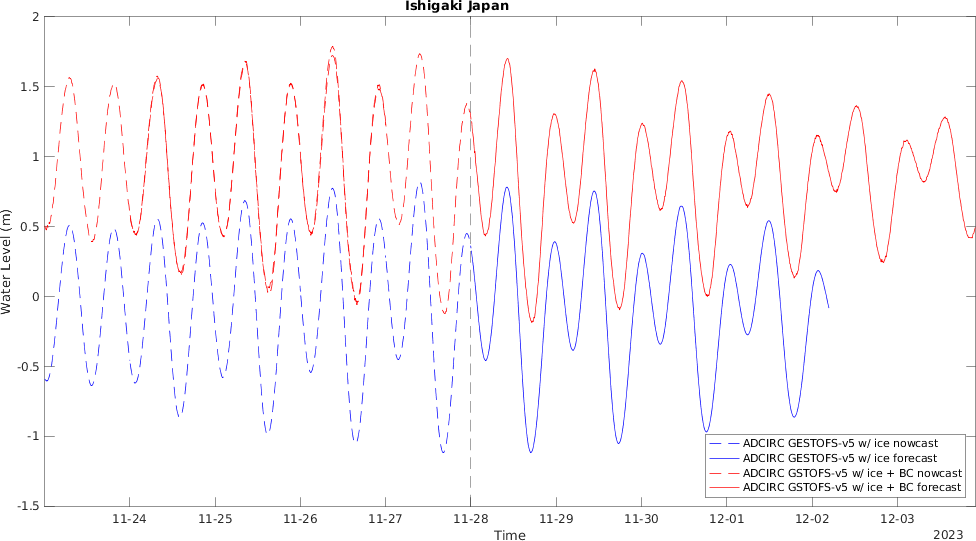 Ishigaki Japan
2
1.5
1
0.5
0
-0.5
-1
-1.5
Water Level (m)
11-24
11-25
11-26
11-27
11-28
11-29
11-30
12-01
12-02
12-03
Time
2023
ADCIRC GESTOFS-v5 w/ ice nowcast
ADCIRC GESTOFS-v5 w/ ice forecast
ADCIRC GSTOFS-v5 w/ ice + BC nowcast
ADCIRC GSTOFS-v5 w/ ice + BC forecast